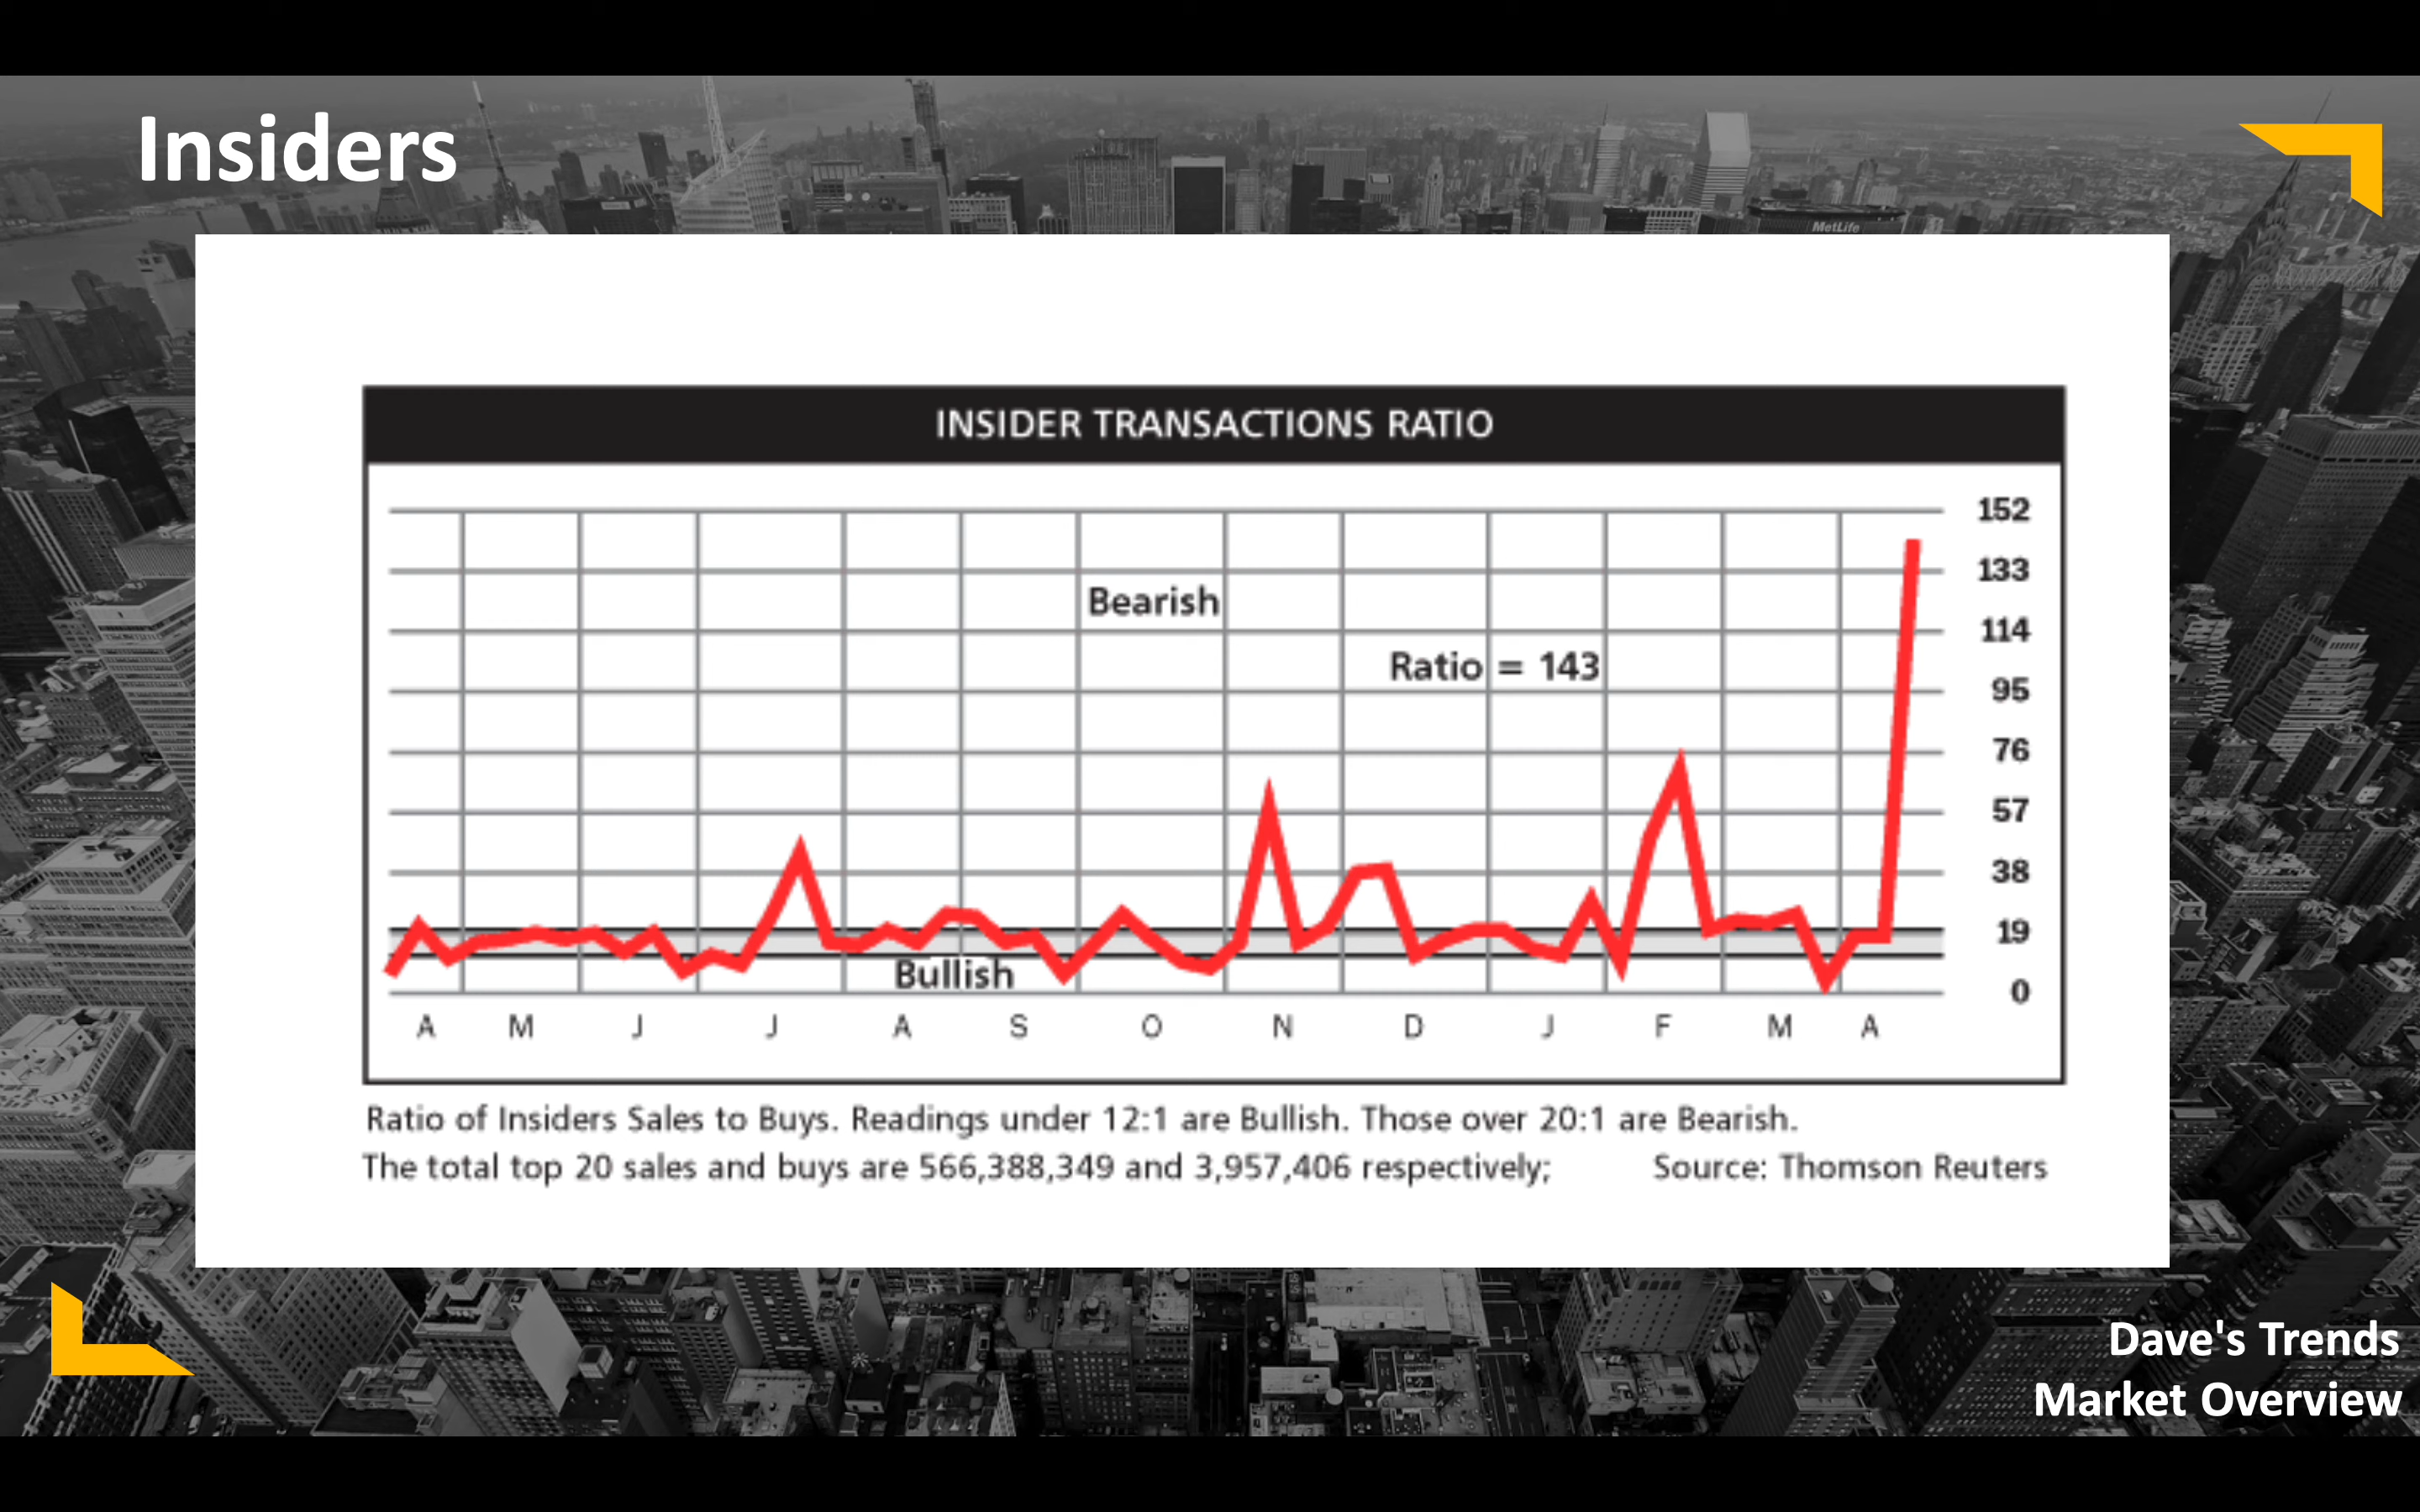 Insiders
MetLife
INSIDER TRANSACTIONS RATIO
152
133
Bearish
114
Ratio = 143
95
76
57
38
19
Bullish
0
A M J J A S O N D J F M A
Ratio of Insiders Sales to Buys. Readings under 12:1 are Bullish. Those over 20:1 are Bearish.
The total top 20 sales and buys are 566,388,349 and 3,957,406 respectively; Source: Thomson Reuters
Dave's Trends
Market Overview